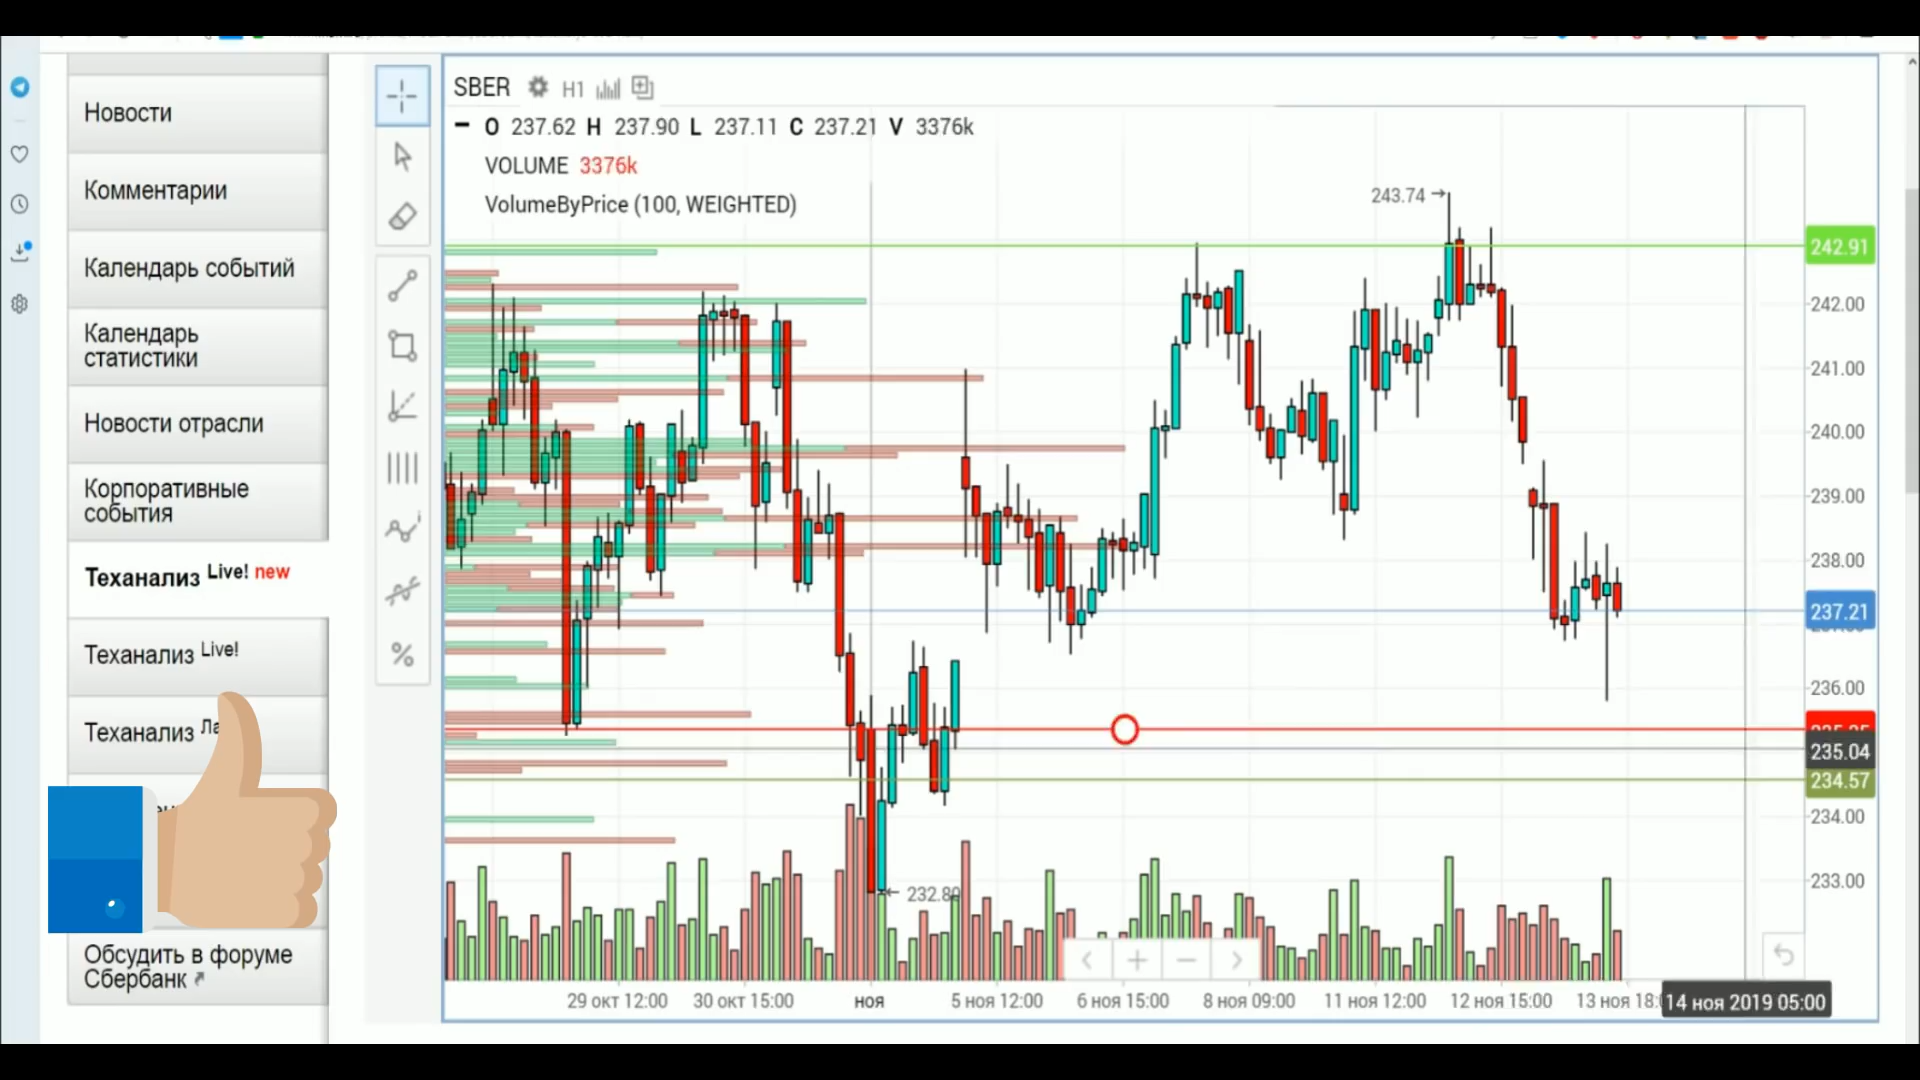 Новости
Комментарии
Календарь событий
Календарь
статистики
Новости отрасли
Корпоративные
события
Теханализ Live! new
Теханализ Live!
Теханализ
Обсудить в форуме
Сбербанк
SBER H1
O 237.62 H 237.90 L 237.11 C 237.21 V 3376k
VOLUME 3376k
VolumeByPrice (100, WEIGHTED)
243.74
232.80
242.91
242.00
241.00
240.00
239.00
238.00
237.21
236.00
235.04
234.57
234.00
233.00
29 окт 12:00 30 окт 15:00 ноя 5 ноя 12:00 6 ноя 15:00 8 ноя 09:00 11 ноя 12:00 12 ноя 15:00 13 ноя 18: 14 ноя 2019 05:00